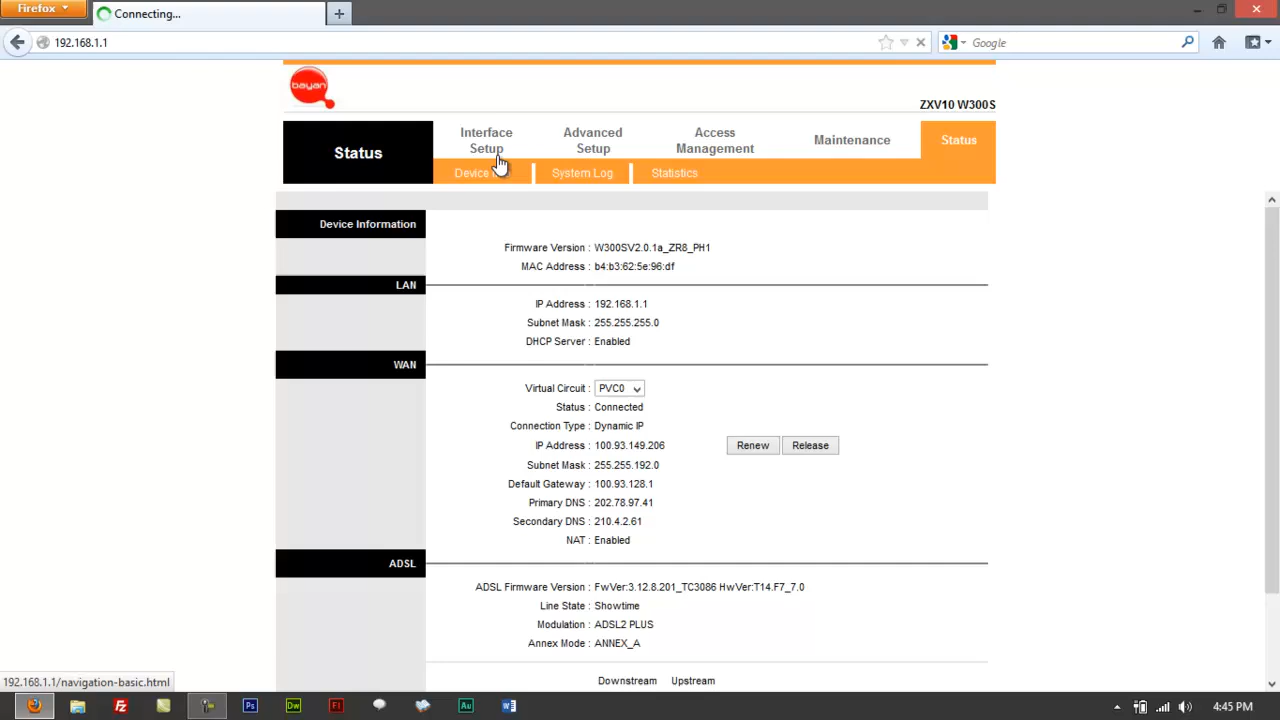 Firefox
Connecting...
192.168.1.1
Google
bayan
ZXV10 W300S
Status
Interface Setup
Advanced Setup
Access Management
Maintenance
Status
Device
System Log
Statistics
Device Information
Firmware Version : W300SV2.0.1a_ZR8_PH1
MAC Address : b4:b3:62:5e:96:df
LAN
IP Address : 192.168.1.1
Subnet Mask : 255.255.255.0
DHCP Server : Enabled
WAN
Virtual Circuit : PVC0
Status : Connected
Connection Type : Dynamic IP
IP Address : 100.93.149.206 Renew Release
Subnet Mask : 255.255.192.0
Default Gateway : 100.93.128.1
Primary DNS : 202.78.97.41
Secondary DNS : 210.4.2.61
NAT : Enabled
ADSL
ADSL Firmware Version : FwVer:3.12.8.201_TC3086 HwVer:T14.F7_7.0
Line State : Showtime
Modulation : ADSL2 PLUS
Annex Mode : ANNEX_A
Downstream Upstream
192.168.1.1/navigation-basic.html
Fz
Ps
Dw
Fl
Au
W
4:45 PM